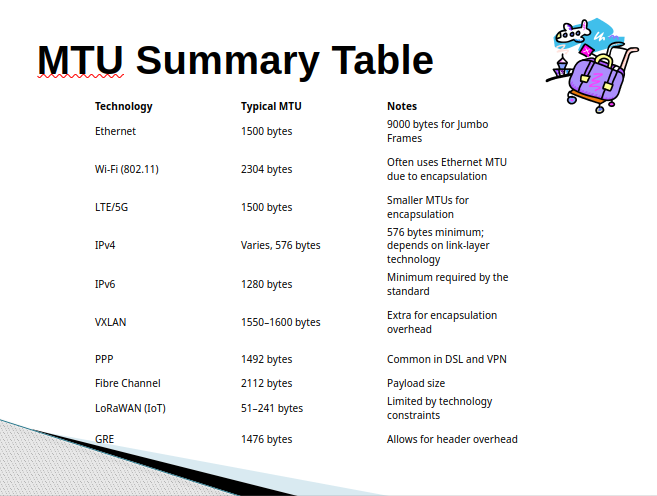 MTU Summary Table
Technology Typical MTU Notes
Ethernet 1500 bytes 9000 bytes for Jumbo
Frames
Wi-Fi (802.11) 2304 bytes Often uses Ethernet MTU
due to encapsulation
LTE/5G 1500 bytes Smaller MTUs for
encapsulation
IPv4 Varies, 576 bytes 576 bytes minimum;
depends on link-layer
technology
IPv6 1280 bytes Minimum required by the
standard
VXLAN 1550–1600 bytes Extra for encapsulation
overhead
PPP 1492 bytes Common in DSL and VPN
Fibre Channel 2112 bytes Payload size
LoRaWAN (IoT) 51–241 bytes Limited by technology
constraints
GRE 1476 bytes Allows for header overhead